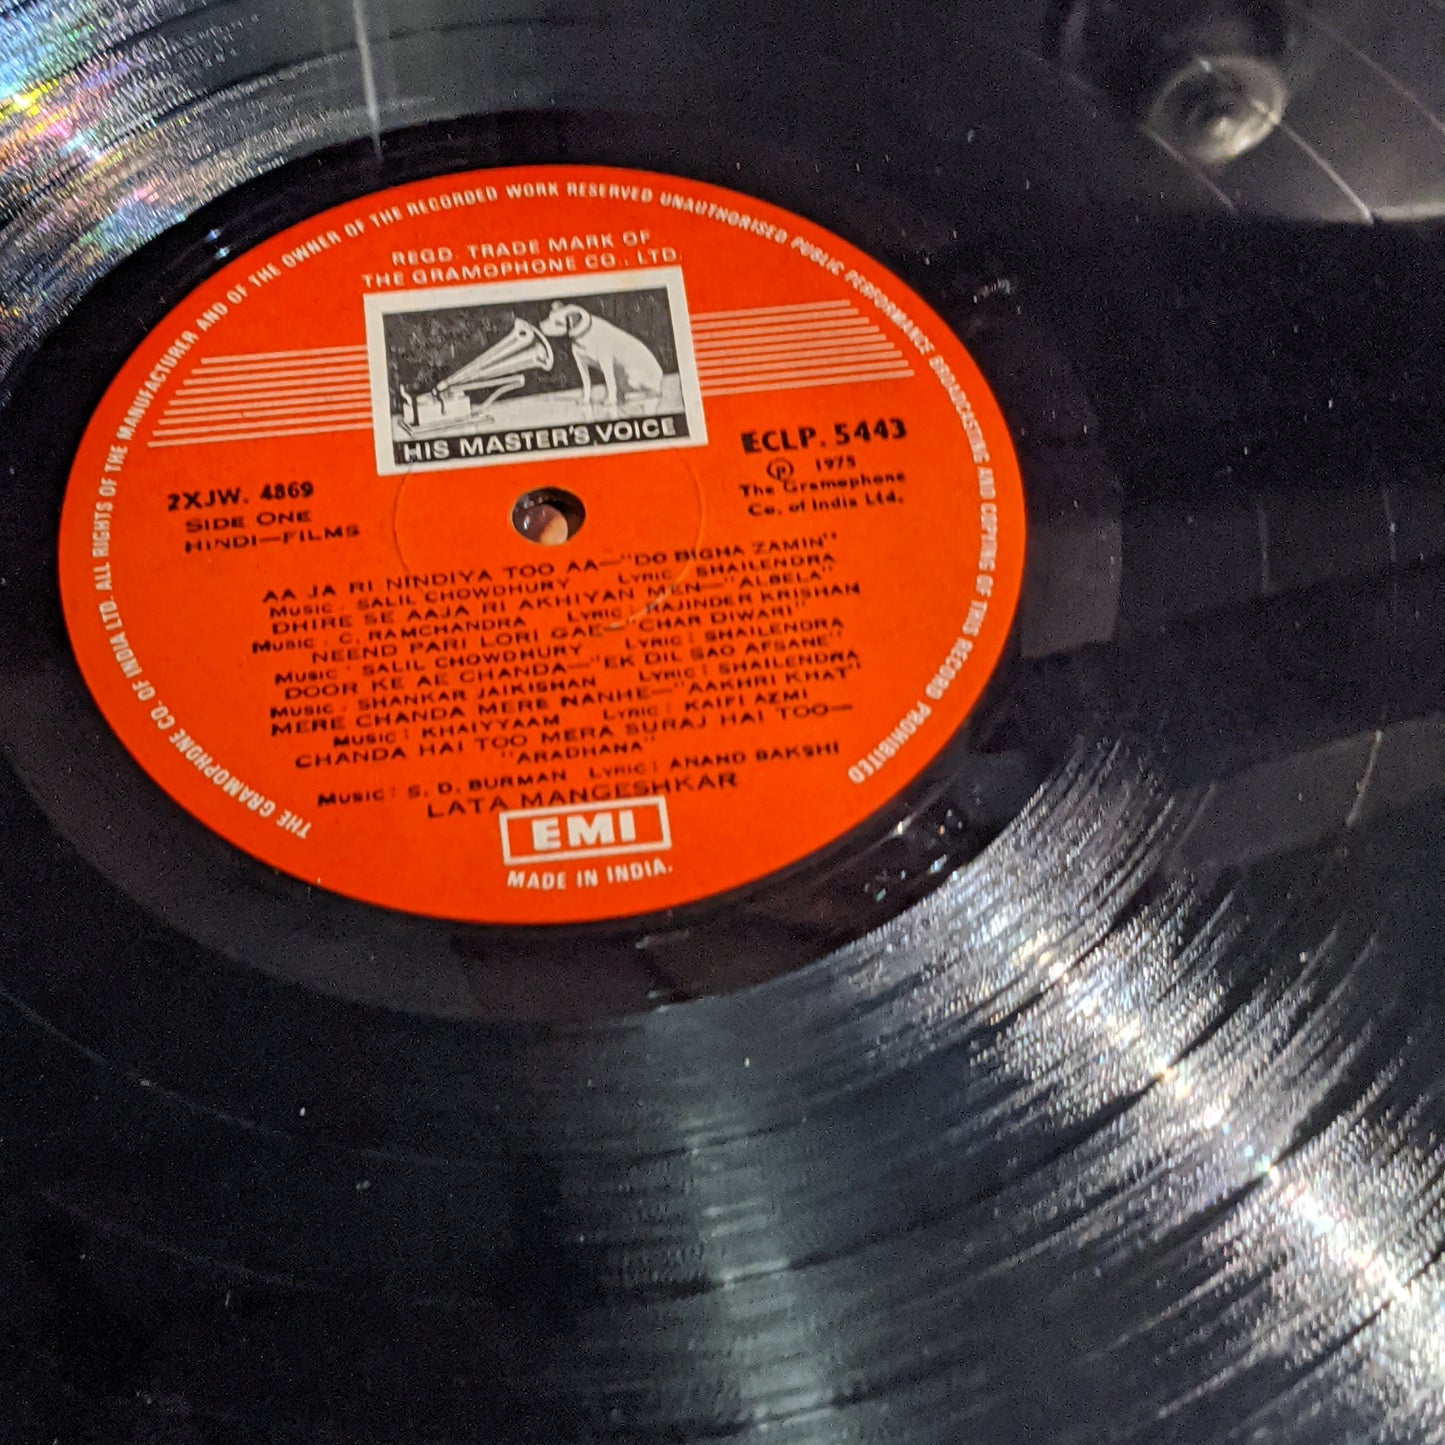 THE GRAMOPHONE CO. OF INDIA LTD. ALL RIGHTS OF THE MANUFACTURER AND OF THE OWNER OF THE RECORDED WORK RESERVED UNAUTHORISED PUBLIC PERFORMANCE BROADCASTING AND COPYING OF THIS RECORD PROHIBITED
REGD. TRADE MARK OF
THE GRAMOPHONE CO., LTD.
HIS MASTER'S VOICE
ECLP. 5443
℗ 1975
The Gramophone
Co. of India Ltd.
2XJW. 4869
SIDE ONE
HINDI—FILMS
AA JA RI NINDIYA TOO AA—"DO BIGHA ZAMIN"
MUSIC : SALIL CHOWDHURY LYRIC : SHAILENDRA
DHIRE SE AAJA RI AKHIYAN MEN—"ALBELA"
MUSIC : C. RAMCHANDRA LYRIC : RAJINDER KRISHAN
NEEND PARI LORI GAE—"CHAR DIWARI"
MUSIC : SALIL CHOWDHURY LYRIC : SHAILENDRA
DOOR KE AE CHANDA—"EK DIL SAO AFSANE"
MUSIC : SHANKAR JAIKISHAN LYRIC : SHAILENDRA
MERE CHANDA MERE NANHE—"AAKHRI KHAT"
MUSIC : KHAIYYAAM LYRIC : KAIFI AZMI
CHANDA HAI TOO MERA SURAJ HAI TOO—
"ARADHANA"
MUSIC : S. D. BURMAN LYRIC : ANAND BAKSHI
LATA MANGESHKAR
EMI
MADE IN INDIA.